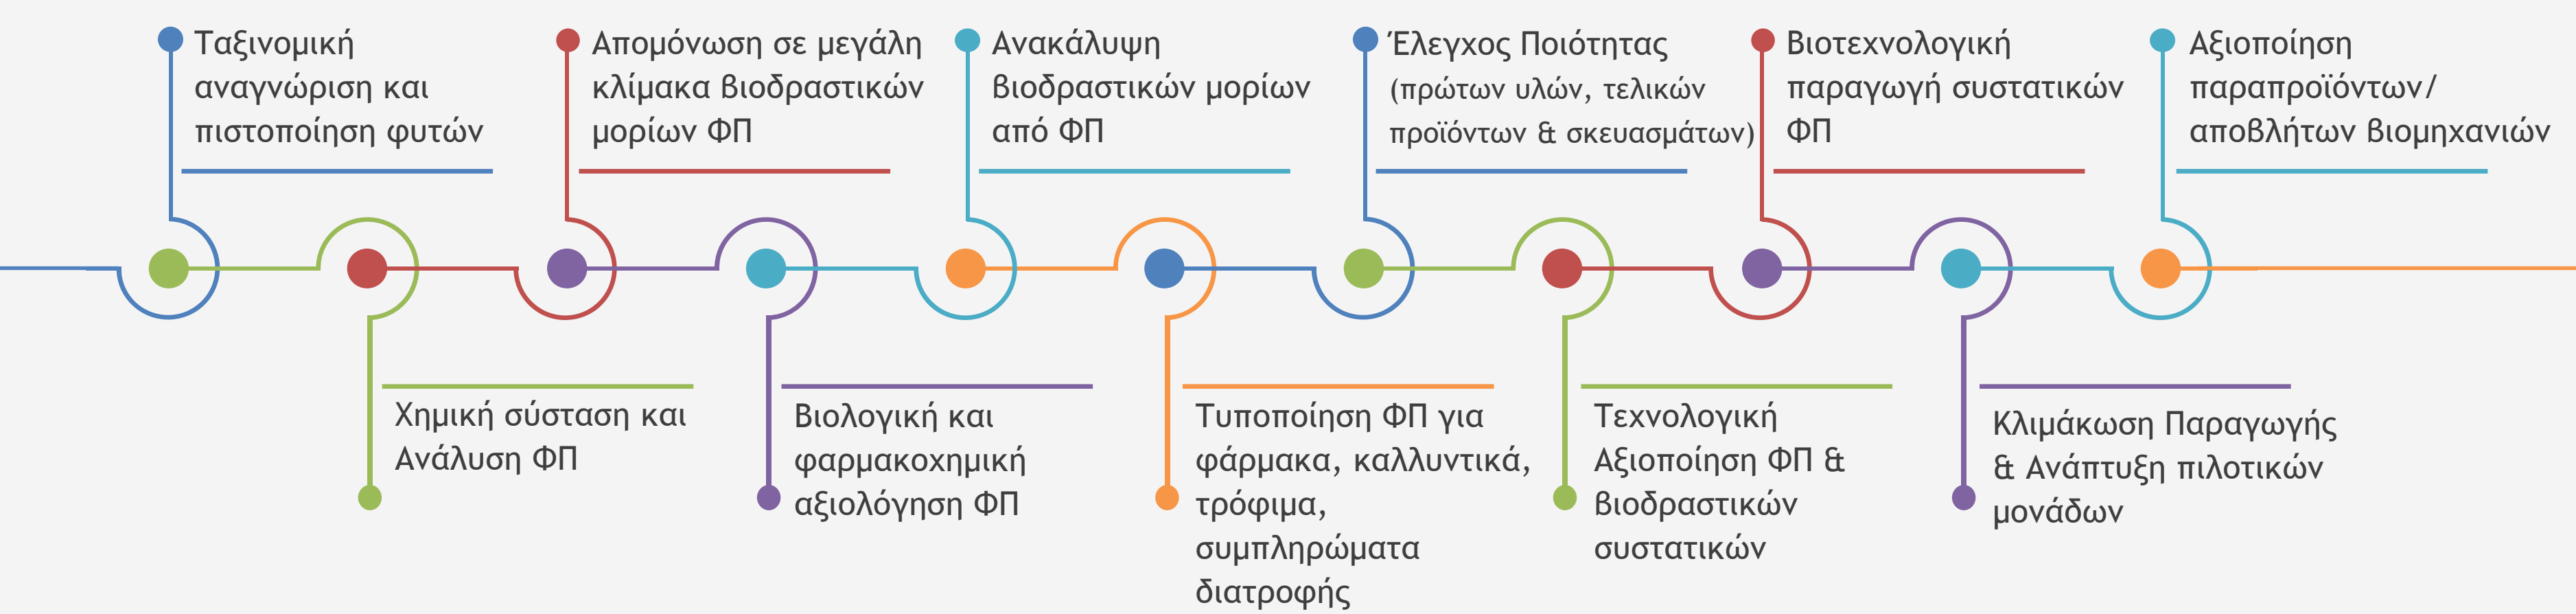 Ταξινομική
αναγνώριση και
πιστοποίηση φυτών
Χημική σύσταση και
Ανάλυση ΦΠ
Απομόνωση σε μεγάλη
κλίμακα βιοδραστικών
μορίων ΦΠ
Βιολογική και
φαρμακοχημική
αξιολόγηση ΦΠ
Ανακάλυψη
βιοδραστικών μορίων
από ΦΠ
Τυποποίηση ΦΠ για
φάρμακα, καλλυντικά,
τρόφιμα,
συμπληρώματα
διατροφής
Έλεγχος Ποιότητας
(πρώτων υλών, τελικών
προϊόντων & σκευασμάτων)
Τεχνολογική
Αξιοποίηση ΦΠ &
βιοδραστικών
συστατικών
Βιοτεχνολογική
παραγωγή συστατικών
ΦΠ
Κλιμάκωση Παραγωγής
& Ανάπτυξη πιλοτικών
μονάδων
Αξιοποίηση
παραπροϊόντων/
αποβλήτων βιομηχανιών